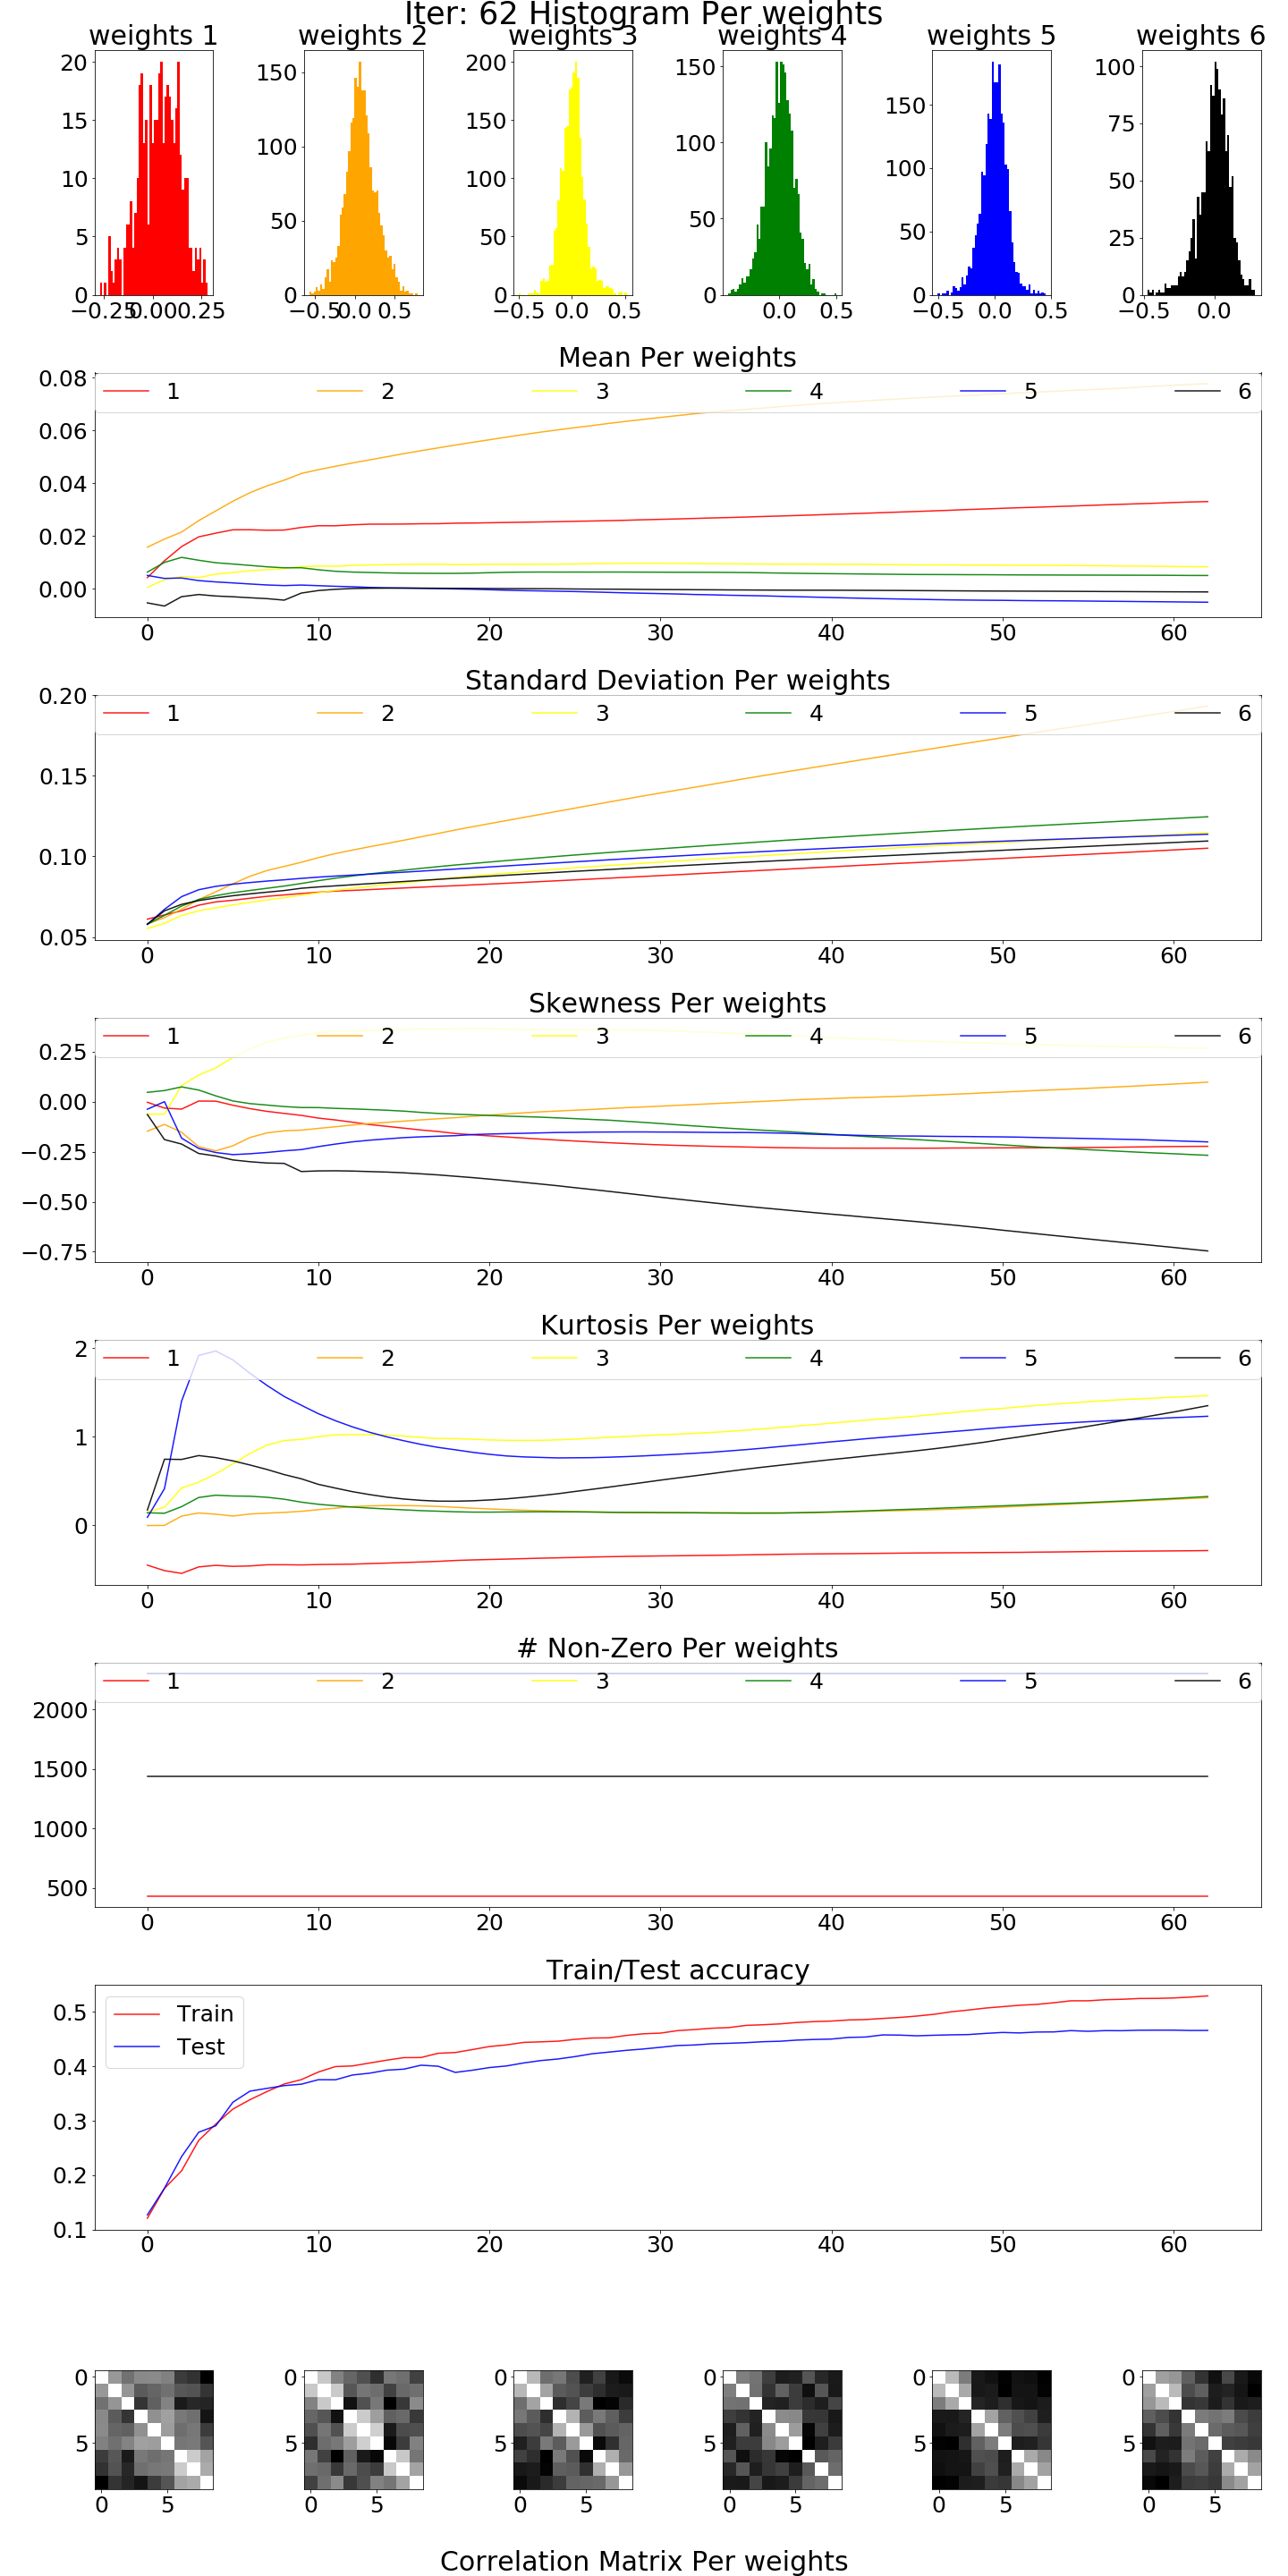 Iter: 62 Histogram Per weights
weights 1 weights 2 weights 3 weights 4 weights 5 weights 6
20 150 200 150 150 100
15 100 150 100 100 75
10 50 100 50 50 50
5 0 50 0 0 25
0 0 0
−0.25 0.00 0.25 −0.5 0.0 0.5 −0.5 0.0 0.5 0.0 0.5 −0.5 0.0 0.5 −0.5 0.0
Mean Per weights
1 2 3 4 5 6
0.08
0.06
0.04
0.02
0.00
0 10 20 30 40 50 60
Standard Deviation Per weights
1 2 3 4 5 6
0.20
0.15
0.10
0.05
0 10 20 30 40 50 60
Skewness Per weights
1 2 3 4 5 6
0.25
0.00
−0.25
−0.50
−0.75
0 10 20 30 40 50 60
Kurtosis Per weights
1 2 3 4 5 6
2
1
0
0 10 20 30 40 50 60
# Non-Zero Per weights
1 2 3 4 5 6
2000
1500
1000
500
0 10 20 30 40 50 60
Train/Test accuracy
Train
Test
0.5
0.4
0.3
0.2
0.1
0 10 20 30 40 50 60
0 0 0 0 0 0
5 5 5 5 5 5
0 5 0 5 0 5 0 5 0 5 0 5
Correlation Matrix Per weights